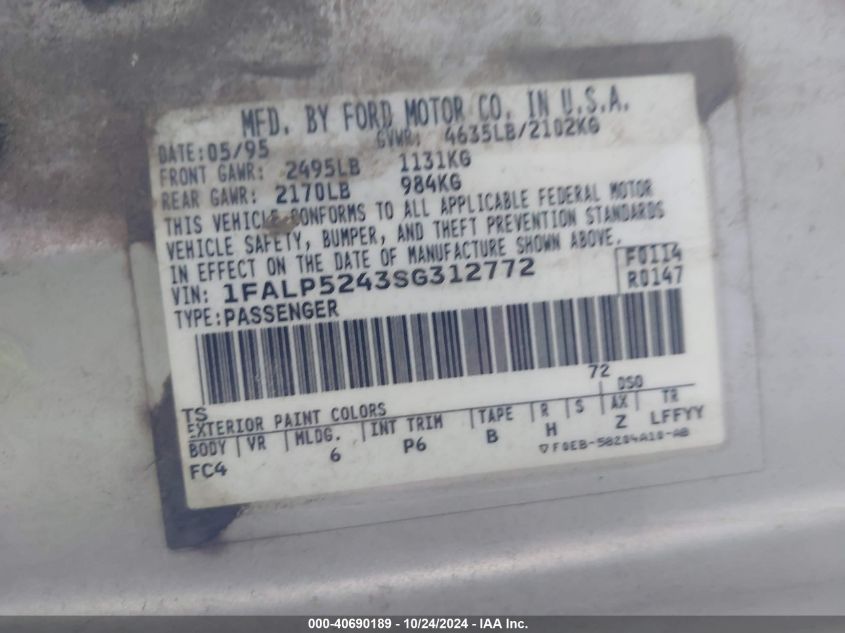 MFD. BY FORD MOTOR CO. IN U.S.A.
DATE: 05/95 GVWR: 4635LB/2102KG
FRONT GAWR: 2495LB 1131KG
REAR GAWR: 2170LB 984KG
THIS VEHICLE CONFORMS TO ALL APPLICABLE FEDERAL MOTOR
VEHICLE SAFETY, BUMPER, AND THEFT PREVENTION STANDARDS
IN EFFECT ON THE DATE OF MANUFACTURE SHOWN ABOVE.
VIN: 1FALP5243SG312772 F0114
TYPE: PASSENGER R0147
72
TS DSO
EXTERIOR PAINT COLORS
BODY VR MLDG. INT TRIM TAPE R S AX TR
FC4 6 P6 B H Z LFFYY
F0EB-58204A10-AB
000-40690189 - 10/24/2024 - IAA Inc.